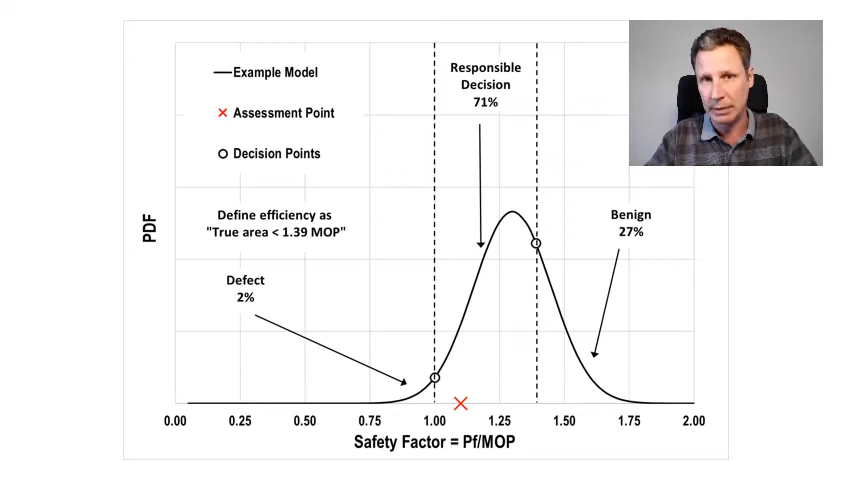 Example Model
Assessment Point
Decision Points
Responsible
Decision
71%
Define efficiency as
"True area < 1.39 MOP"
Benign
27%
Defect
2%
PDF
0.00 0.25 0.50 0.75 1.00 1.25 1.50 1.75 2.00
Safety Factor = Pf/MOP